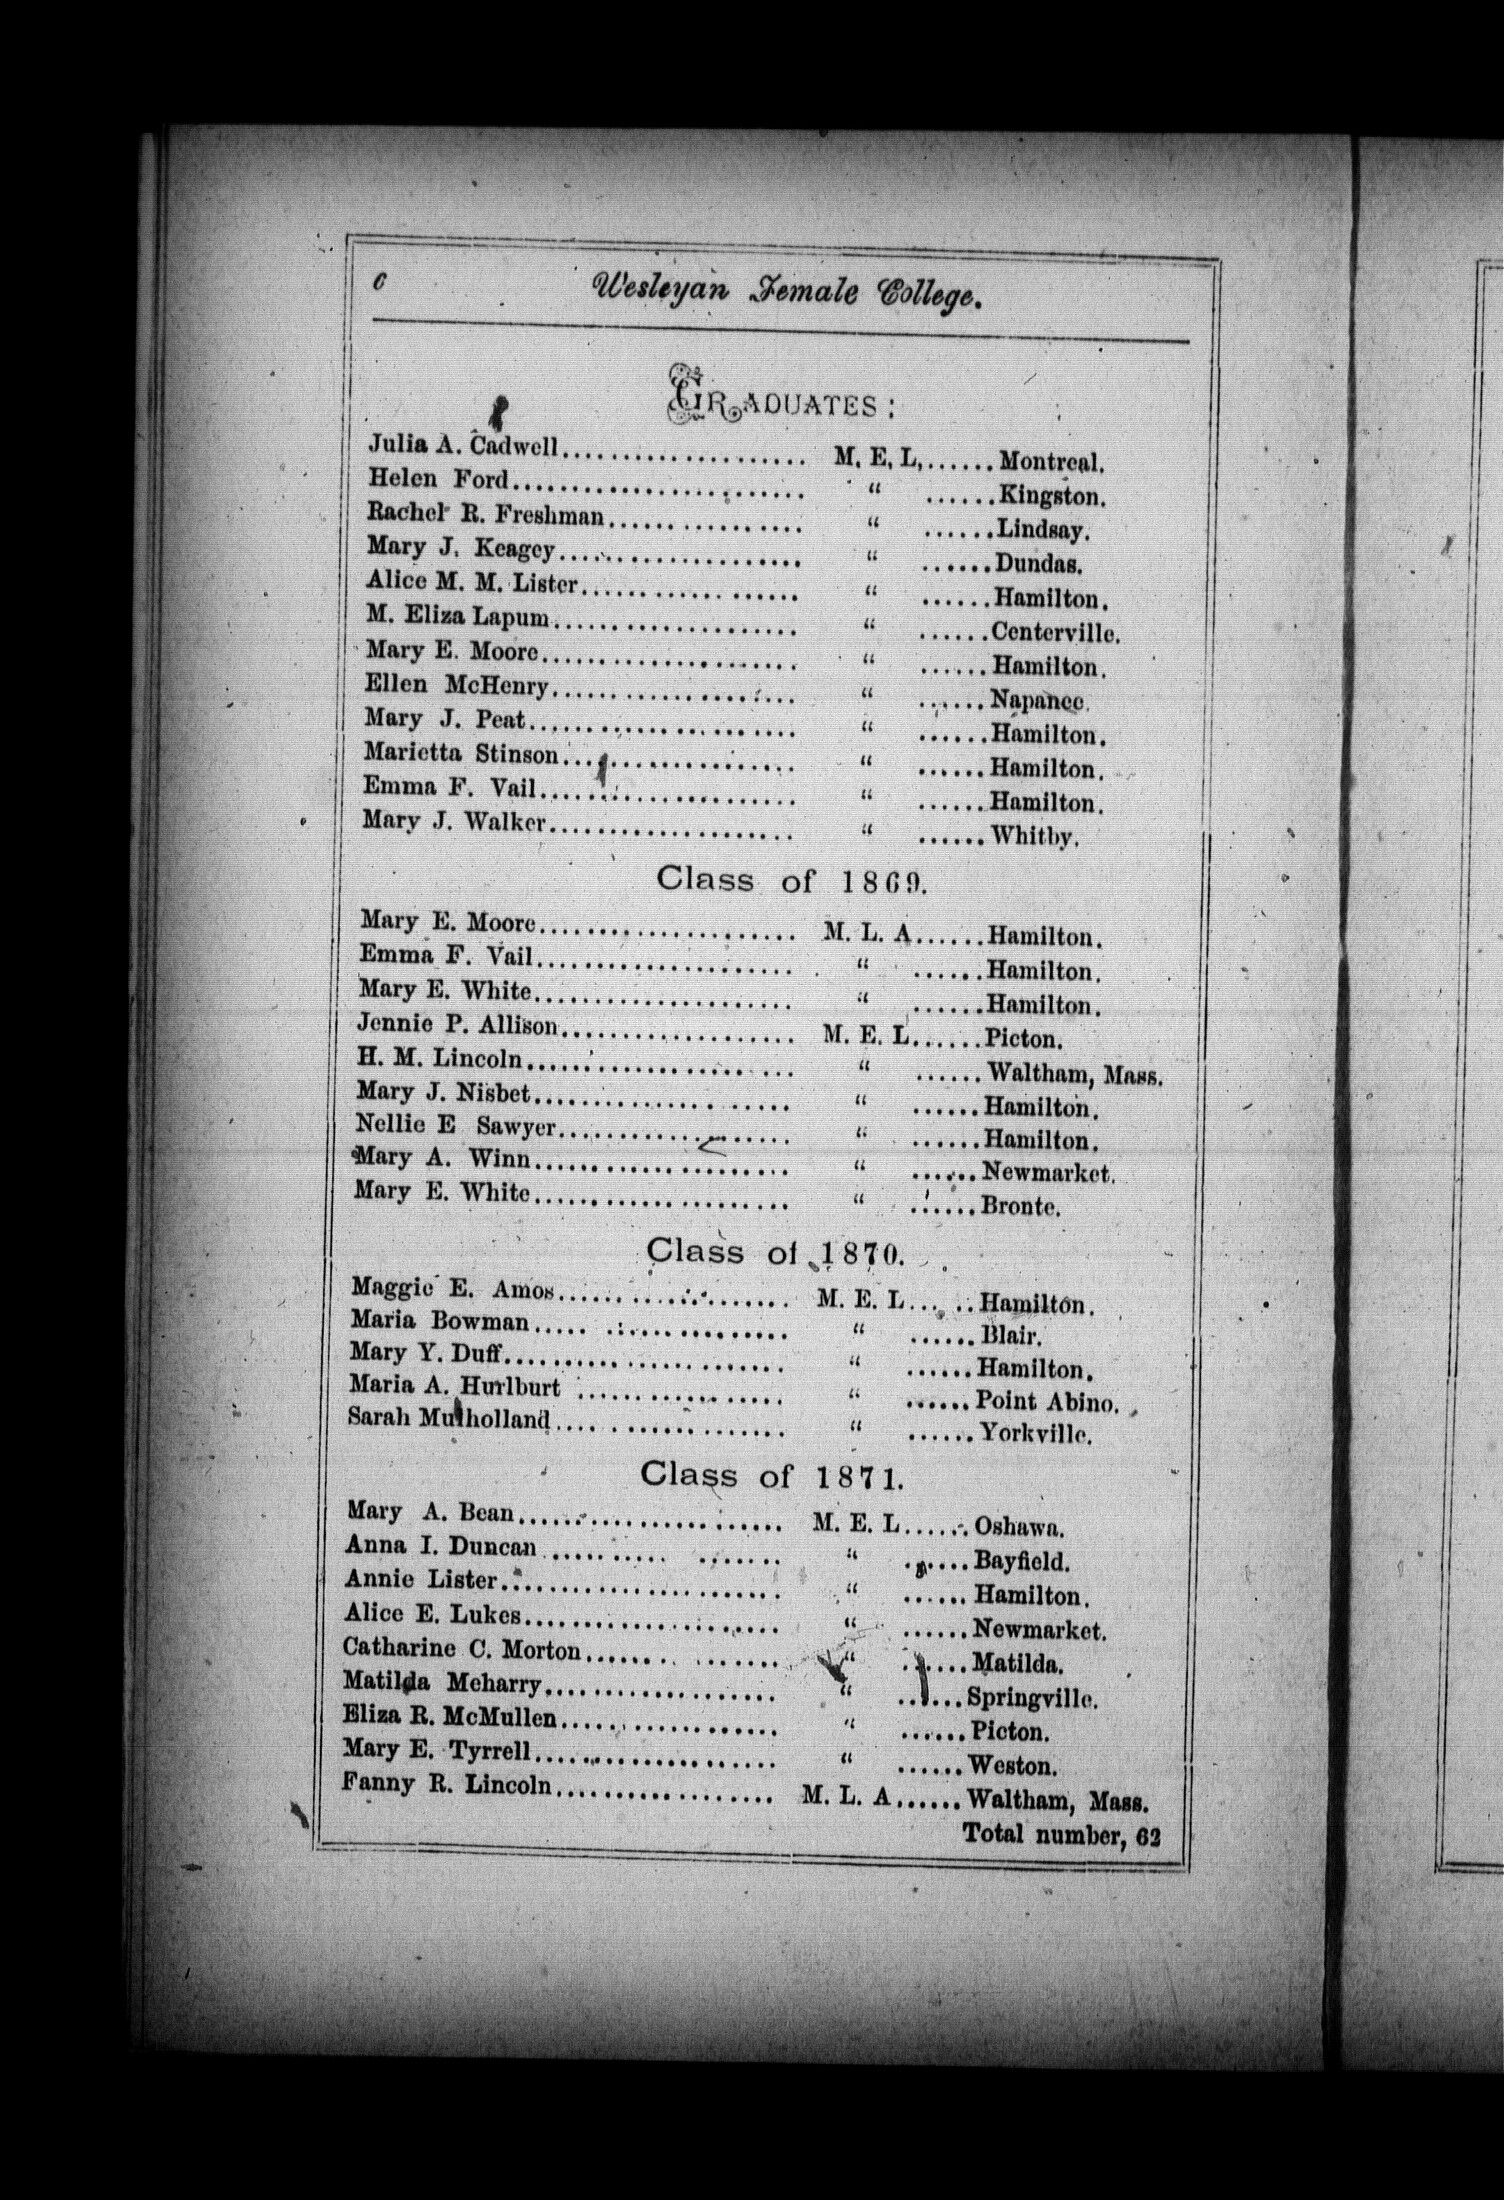 6
Wesleyan Female College.
GRADUATES:
Julia A. Cadwell.................... M. E. L,......Montreal.
Helen Ford........................ “ ......Kingston.
Rachel R. Freshman................ “ ......Lindsay.
Mary J. Keagey.................... “ ......Dundas.
Alice M. M. Lister.................. “ ......Hamilton.
M. Eliza Lapum.................... “ ......Centerville.
Mary E. Moore..................... “ ......Hamilton.
Ellen McHenry.................... “ ......Napanee.
Mary J. Peat...................... “ ......Hamilton.
Marietta Stinson................... “ ......Hamilton.
Emma F. Vail..................... “ ......Hamilton.
Mary J. Walker.................... “ ......Whitby.
Class of 1869.
Mary E. Moore..................... M. L. A......Hamilton.
Emma F. Vail..................... “ ......Hamilton.
Mary E. White..................... “ ......Hamilton.
Jennie P. Allison................... M. E. L......Picton.
H. M. Lincoln...................... “ ......Waltham, Mass.
Mary J. Nisbet..................... “ ......Hamilton.
Nellie E Sawyer................... “ ......Hamilton.
Mary A. Winn..................... “ ......Newmarket.
Mary E. White..................... “ ......Bronte.
Class of 1870.
Maggie E. Amos................... M. E. L... ..Hamilton.
Maria Bowman..... ............... “ ......Blair.
Mary Y. Duff....................... “ ......Hamilton.
Maria A. Hurlburt ................. “ ......Point Abino.
Sarah Mulholland................... “ ......Yorkville.
Class of 1871.
Mary A. Bean...................... M. E. L......Oshawa.
Anna I. Duncan .......... ....... “ ......Bayfield.
Annie Lister....................... “ ......Hamilton.
Alice E. Lukes..................... “ ......Newmarket.
Catharine C. Morton....... ....... “ ......Matilda.
Matilda Meharry................... “ ......Springville.
Eliza R. McMullen.................. “ ......Picton.
Mary E. Tyrrell.................... “ ......Weston.
Fanny R. Lincoln.................. M. L. A......Waltham, Mass.
Total number, 62